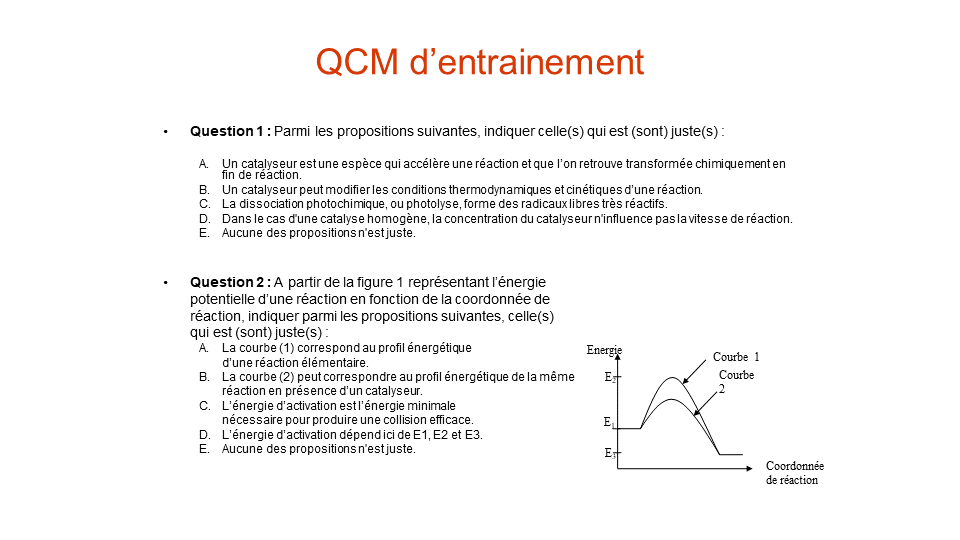 QCM d’entrainement
• Question 1 : Parmi les propositions suivantes, indiquer celle(s) qui est (sont) juste(s) :
A. Un catalyseur est une espèce qui accélère une réaction et que l’on retrouve transformée chimiquement en
fin de réaction.
B. Un catalyseur peut modifier les conditions thermodynamiques et cinétiques d’une réaction.
C. La dissociation photochimique, ou photolyse, forme des radicaux libres très réactifs.
D. Dans le cas d'une catalyse homogène, la concentration du catalyseur n'influence pas la vitesse de réaction.
E. Aucune des propositions n'est juste.
• Question 2 : A partir de la figure 1 représentant l’énergie
potentielle d’une réaction en fonction de la coordonnée de
réaction, indiquer parmi les propositions suivantes, celle(s)
qui est (sont) juste(s) :
A. La courbe (1) correspond au profil énergétique
d’une réaction élémentaire.
B. La courbe (2) peut correspondre au profil énergétique de la même
réaction en présence d’un catalyseur.
C. L’énergie d’activation est l’énergie minimale
nécessaire pour produire une collision efficace.
D. L’énergie d’activation dépend ici de E1, E2 et E3.
E. Aucune des propositions n'est juste.
Energie
Courbe 1
E2
Courbe
2
E1
E3
Coordonnée
de réaction